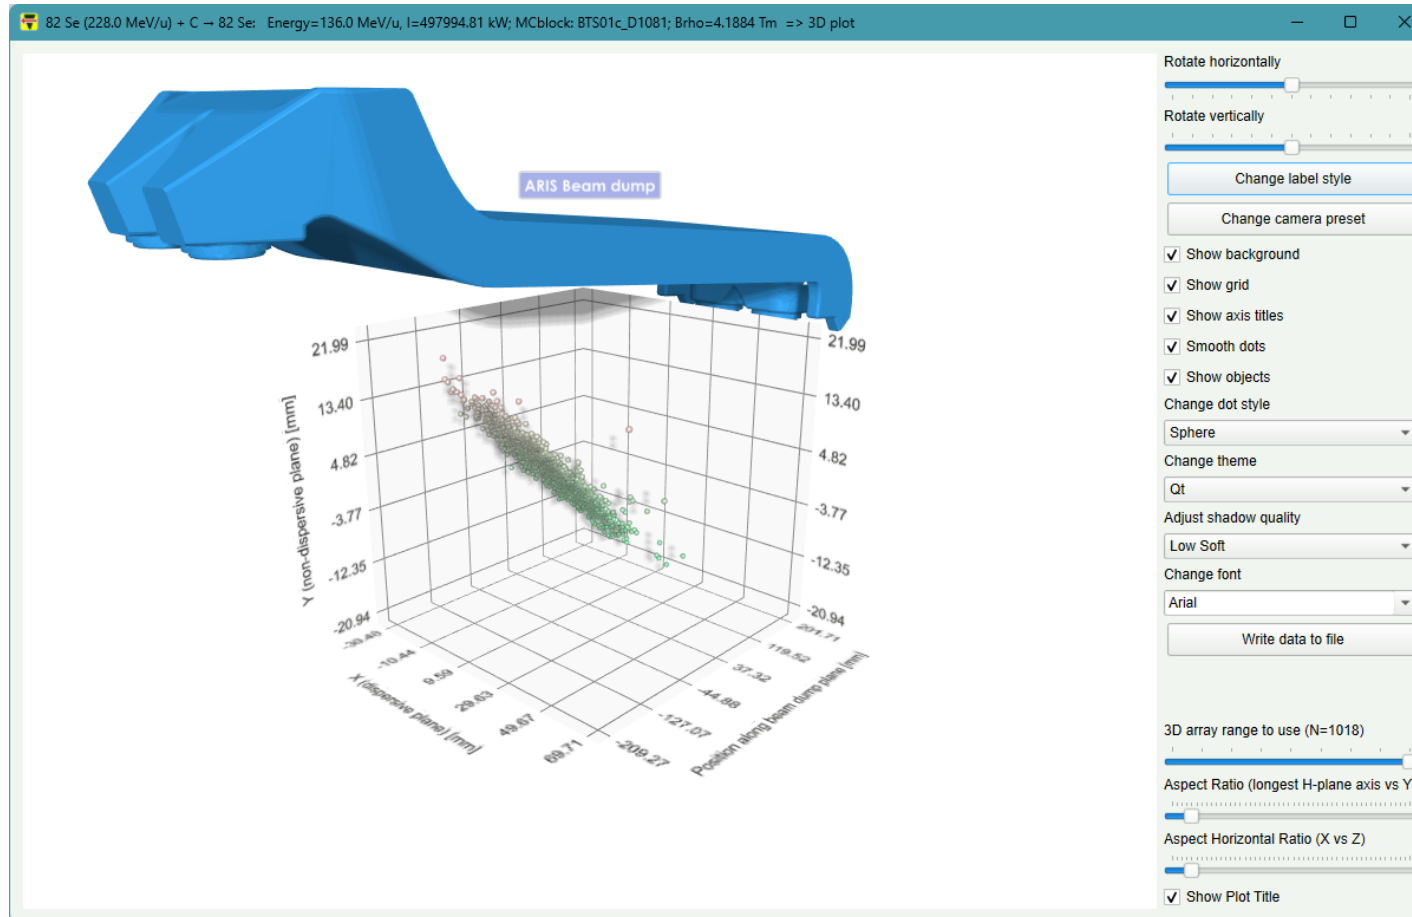 82 Se (228.0 MeV/u) + C → 82 Se:   Energy=136.0 MeV/u, I=497994.81 kW; MCblock: BTS01c_D1081; Brho=4.1884 Tm  => 3D plot
Rotate horizontally
Rotate vertically
Change label style
Change camera preset
Show background
Show grid
Show axis titles
Smooth dots
Show objects
Change dot style
Sphere
Change theme
Qt
Adjust shadow quality
Low Soft
Change font
Arial
Write data to file
3D array range to use (N=1018)
Aspect Ratio (longest H-plane axis vs Y
Aspect Horizontal Ratio (X vs Z)
Show Plot Title
ARIS Beam dump
21.99
13.40
4.82
-3.77
-12.35
-20.94
Y (non-dispersive plane) [mm]
21.99
13.40
4.82
-3.77
-12.35
-20.94
-30.48
-10.44
9.59
29.63
49.67
69.71
X (dispersive plane) [mm]
201.71
119.52
37.32
-44.88
-127.07
-209.27
Position along beam dump plane [mm]